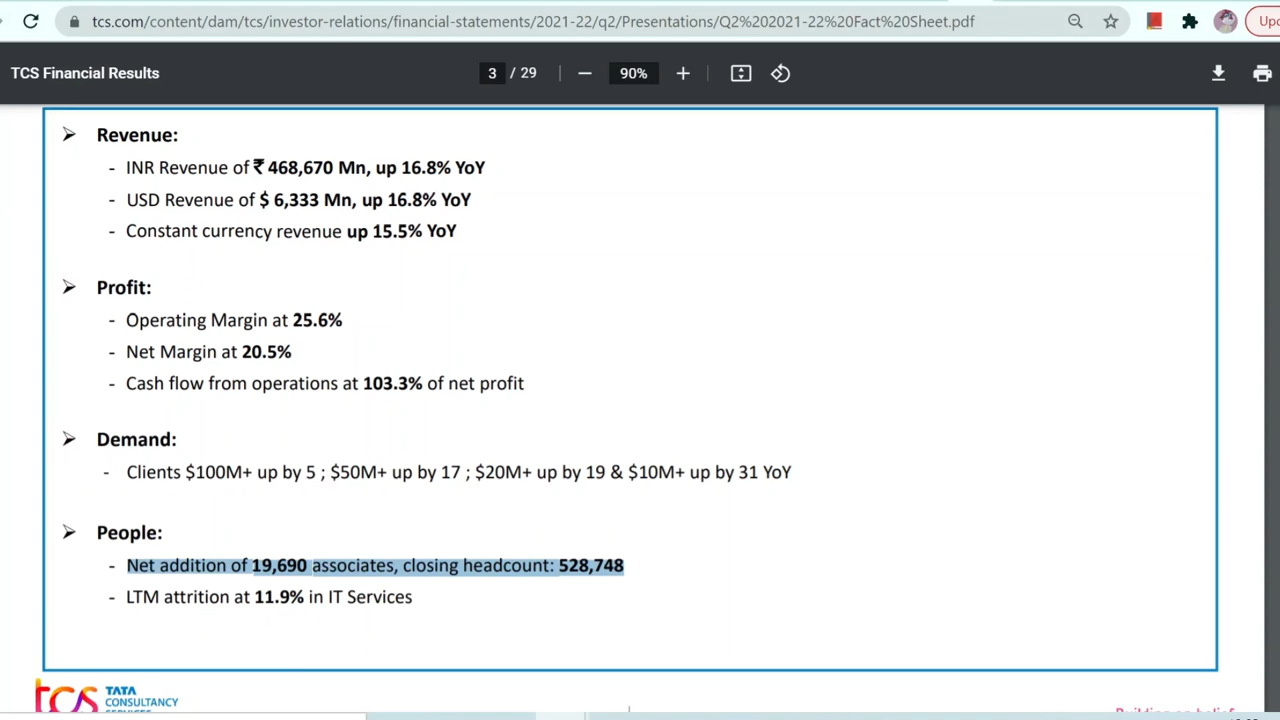 tcs.com/content/dam/tcs/investor-relations/financial-statements/2021-22/q2/Presentations/Q2%202021-22%20Fact%20Sheet.pdf
TCS Financial Results
3 / 29
90%
➢ Revenue:
- INR Revenue of ₹ 468,670 Mn, up 16.8% YoY
- USD Revenue of $ 6,333 Mn, up 16.8% YoY
- Constant currency revenue up 15.5% YoY
➢ Profit:
- Operating Margin at 25.6%
- Net Margin at 20.5%
- Cash flow from operations at 103.3% of net profit
➢ Demand:
- Clients $100M+ up by 5 ; $50M+ up by 17 ; $20M+ up by 19 & $10M+ up by 31 YoY
➢ People:
- Net addition of 19,690 associates, closing headcount: 528,748
- LTM attrition at 11.9% in IT Services
tcs
TATA
CONSULTANCY
SERVICES